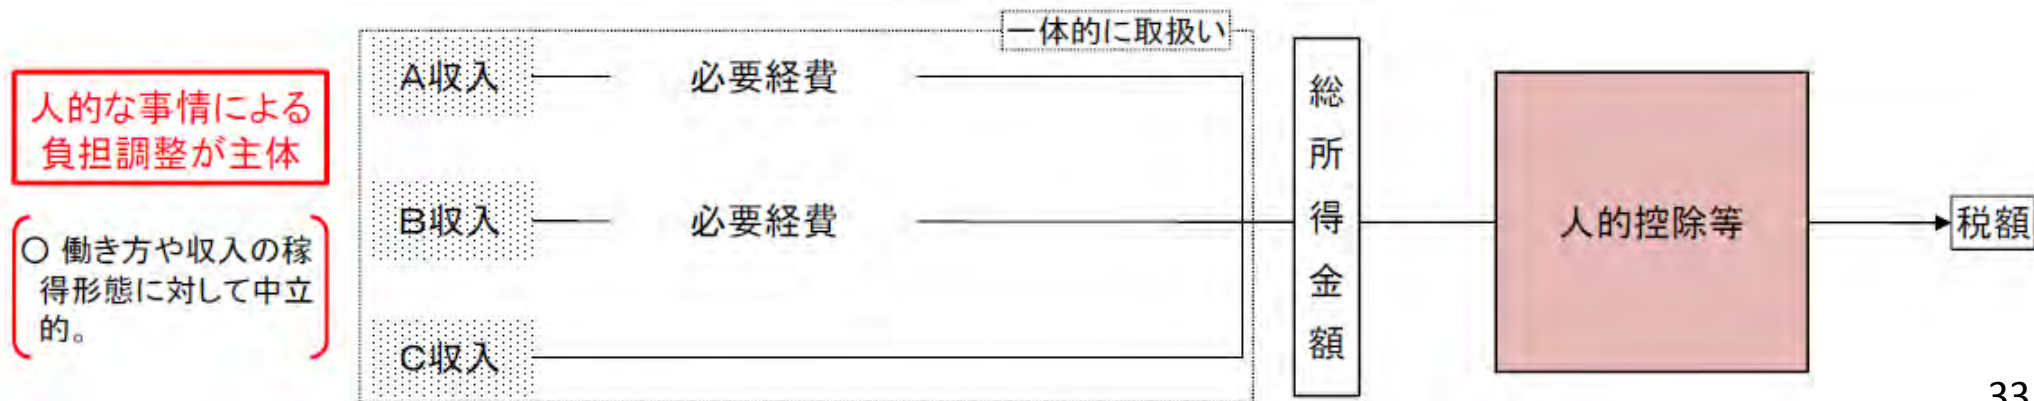 人的な事情による
負担調整が主体
〇 働き方や収入の稼
得形態に対して中立
的。
一体的に取扱い
A収入
必要経費
B収入
必要経費
C収入
総所得金額
人的控除等
税額
33